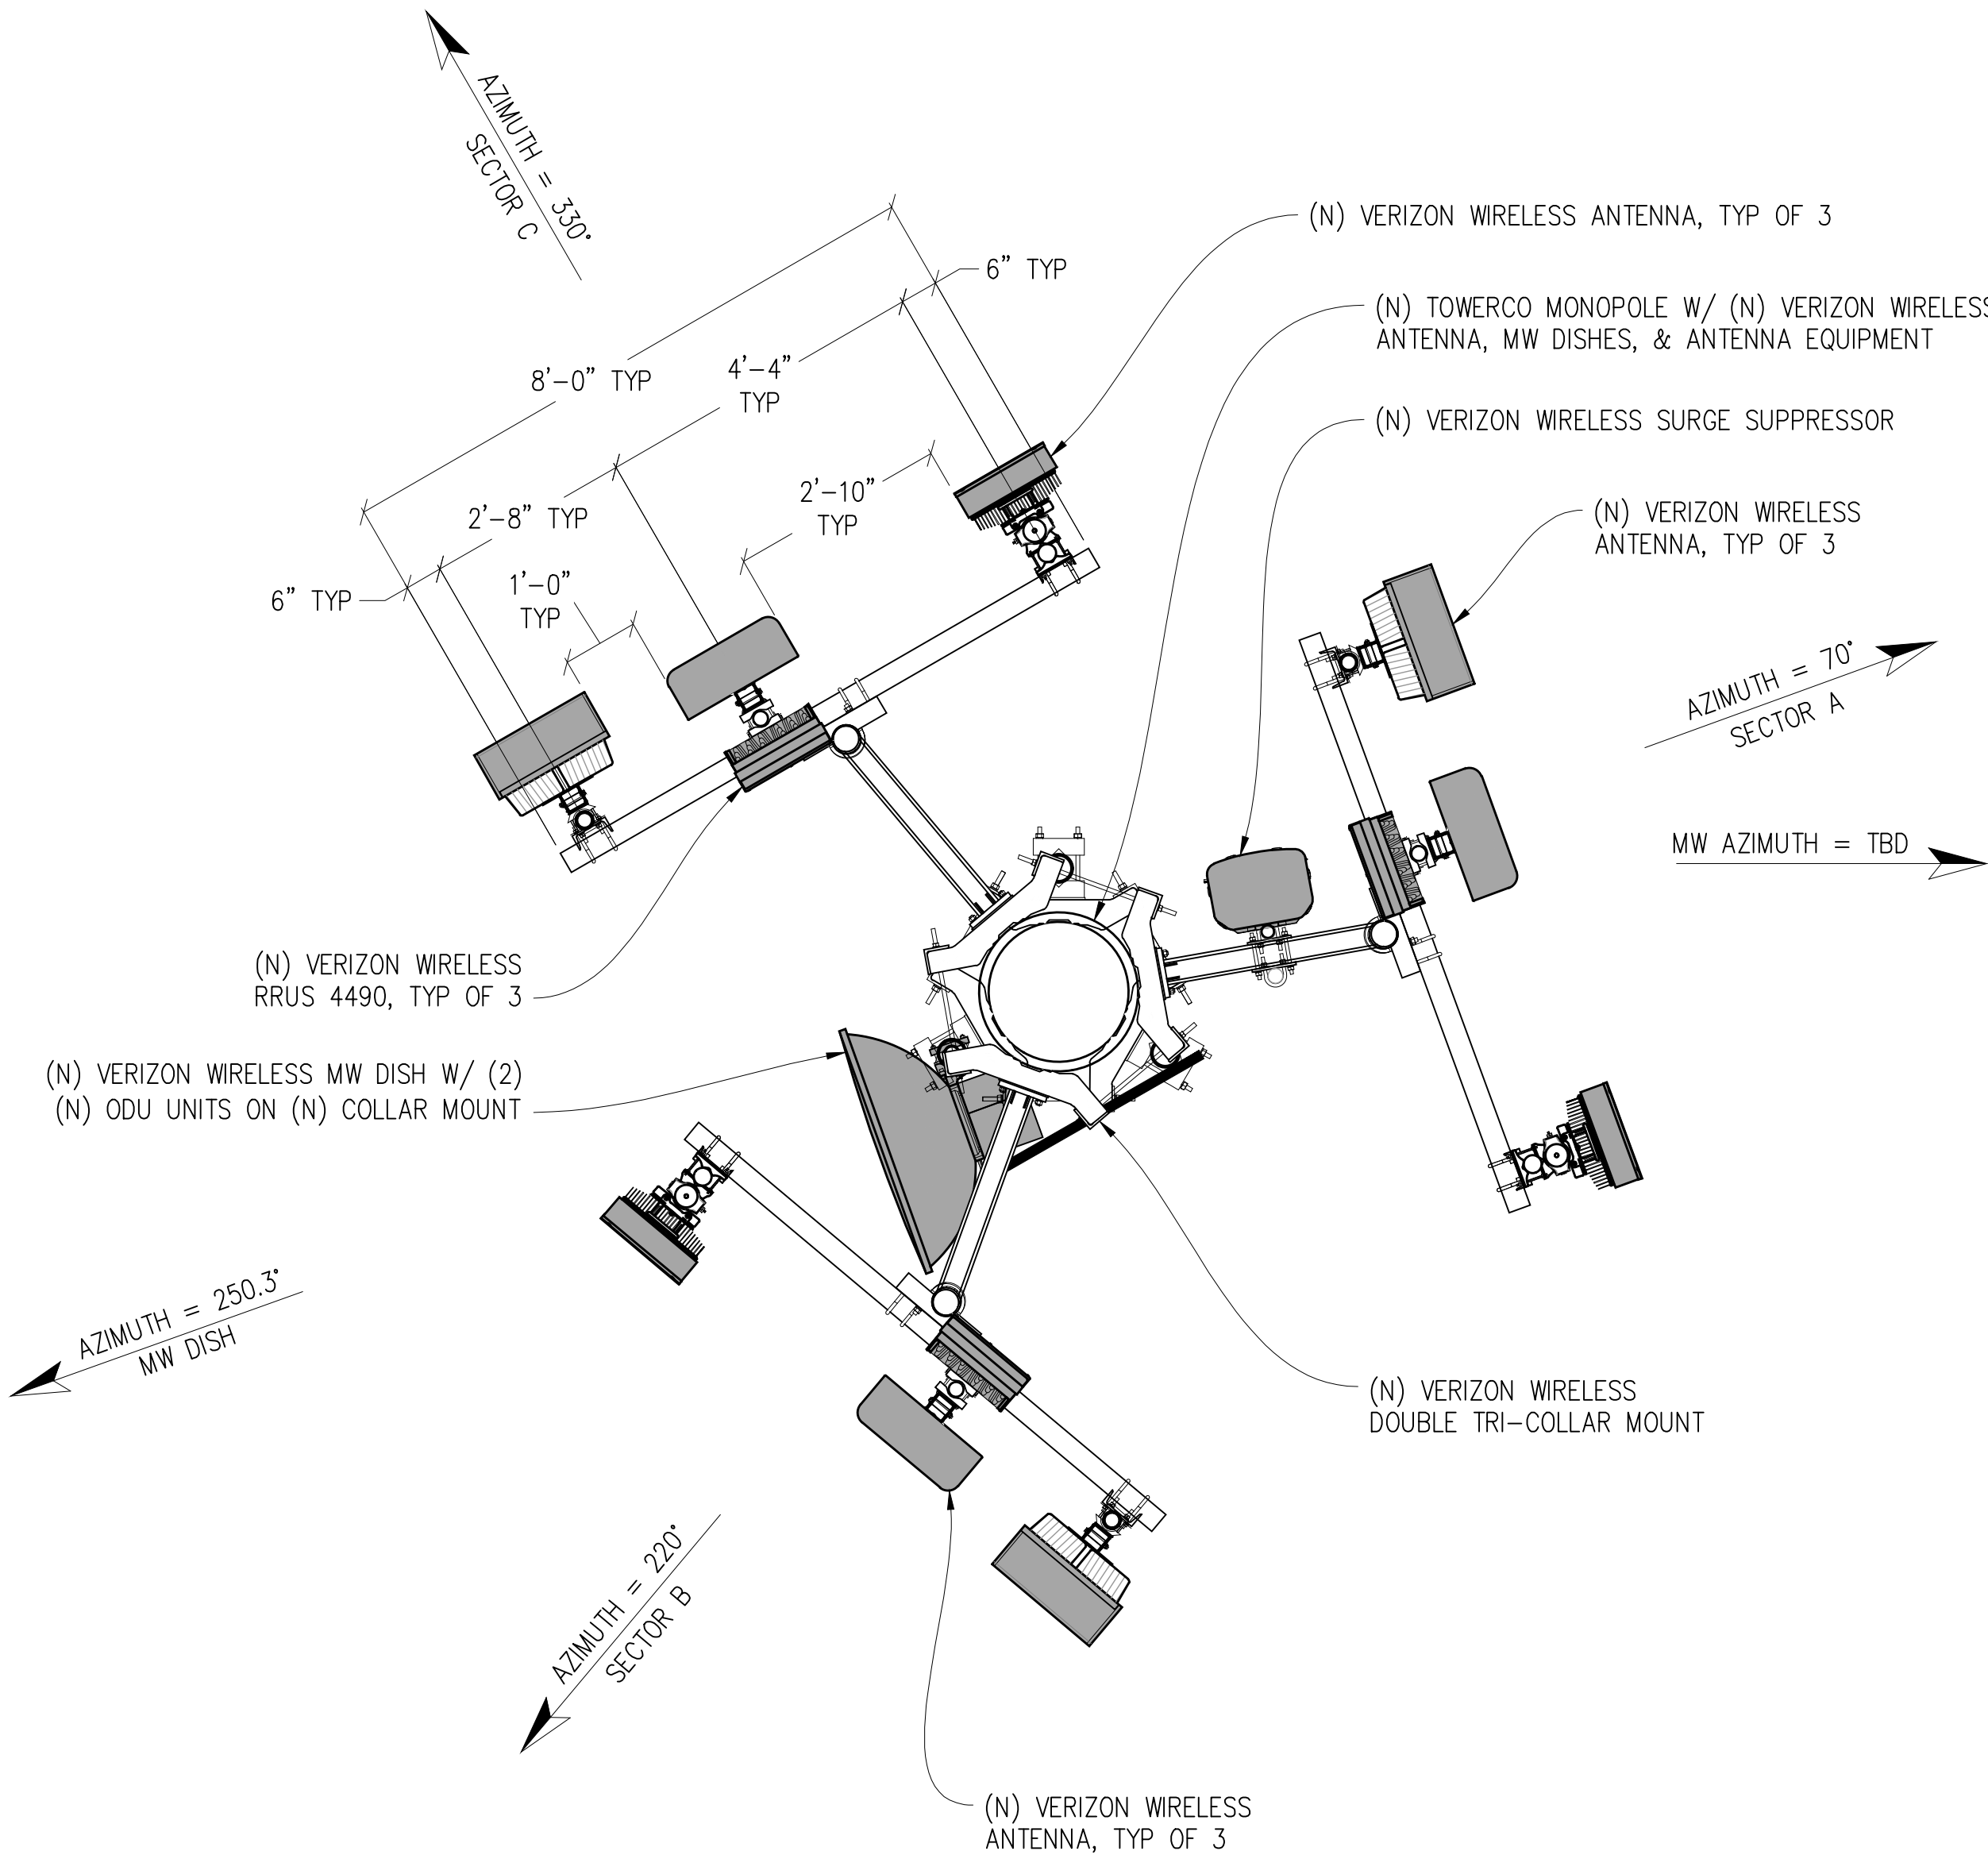 AZIMUTH = 330°
SECTOR C
(N) VERIZON WIRELESS ANTENNA, TYP OF 3
6" TYP
(N) TOWERCO MONOPOLE W/ (N) VERIZON WIRELESS
ANTENNA, MW DISHES, & ANTENNA EQUIPMENT
8'-0" TYP
4'-4"
TYP
(N) VERIZON WIRELESS SURGE SUPPRESSOR
2'-10"
TYP
2'-8" TYP
(N) VERIZON WIRELESS
ANTENNA, TYP OF 3
1'-0"
TYP
6" TYP
AZIMUTH = 70°
SECTOR A
MW AZIMUTH = TBD
(N) VERIZON WIRELESS
RRUS 4490, TYP OF 3
(N) VERIZON WIRELESS MW DISH W/ (2)
(N) ODU UNITS ON (N) COLLAR MOUNT
AZIMUTH = 250.3°
MW DISH
(N) VERIZON WIRELESS
DOUBLE TRI-COLLAR MOUNT
AZIMUTH = 220°
SECTOR B
(N) VERIZON WIRELESS
ANTENNA, TYP OF 3